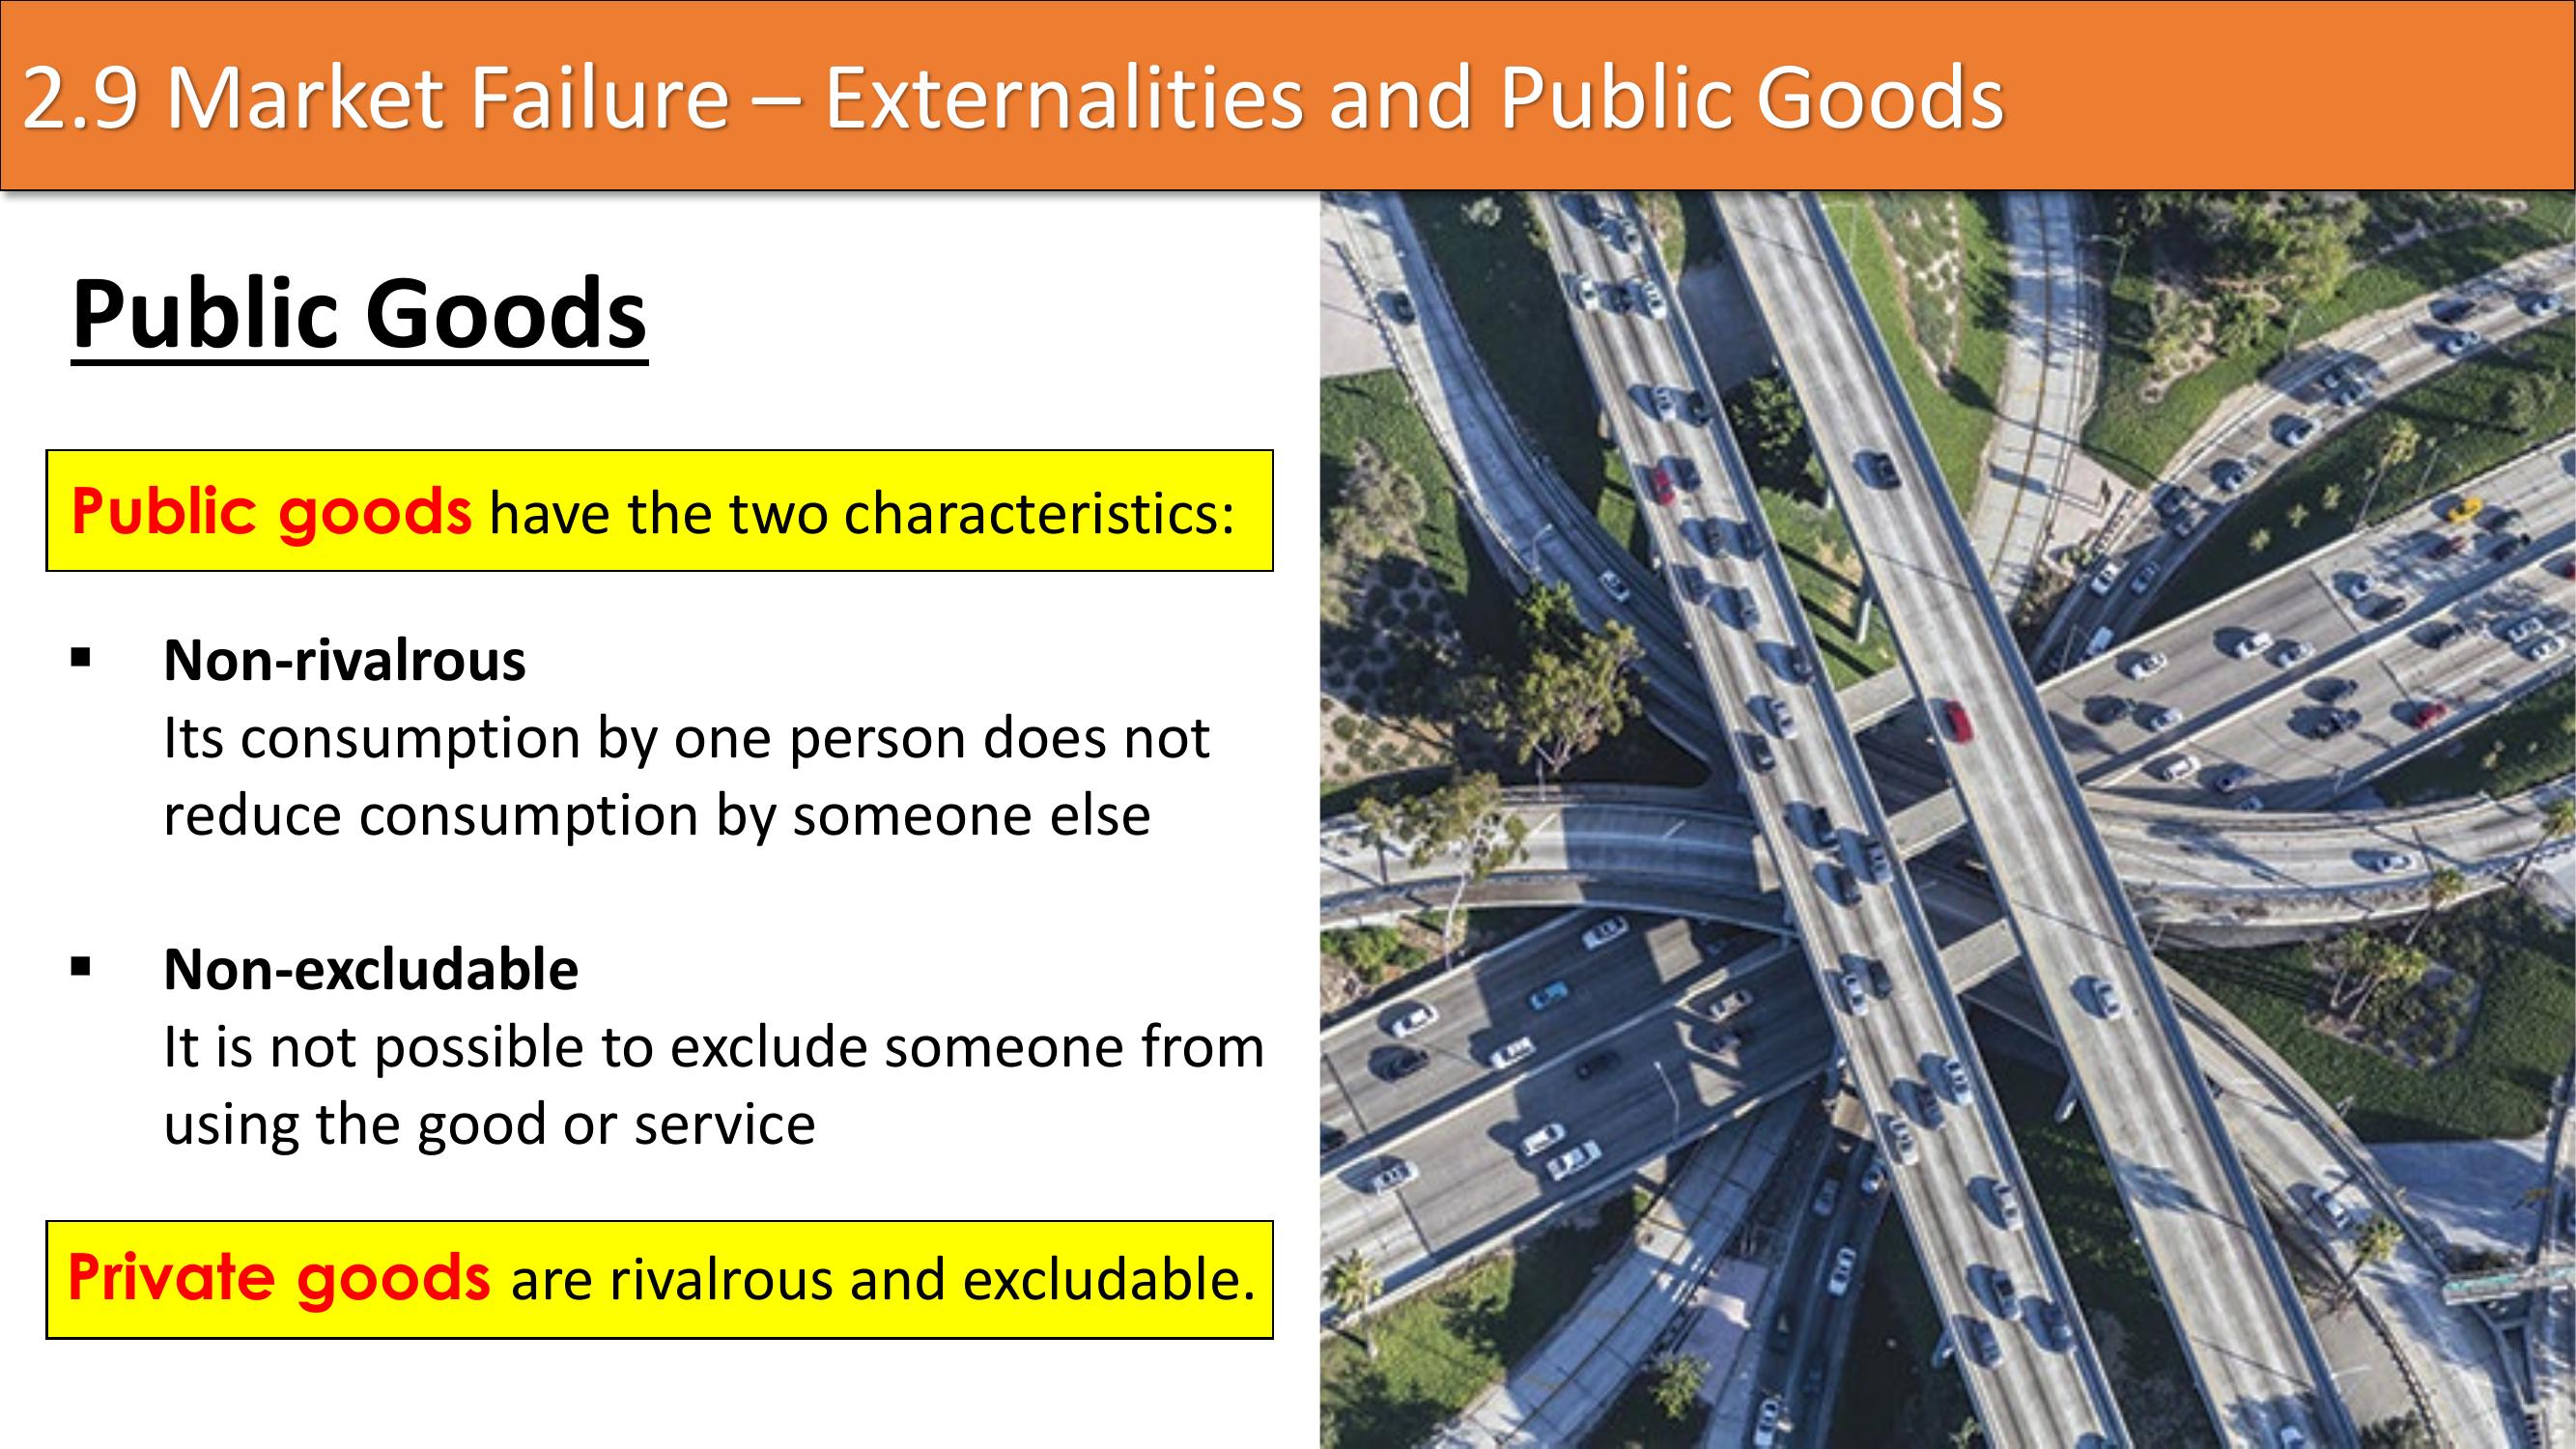 2.9 Market Failure – Externalities and Public Goods
Public Goods
Public goods have the two characteristics:
▪ Non-rivalrous
Its consumption by one person does not
reduce consumption by someone else
▪ Non-excludable
It is not possible to exclude someone from
using the good or service
Private goods are rivalrous and excludable.